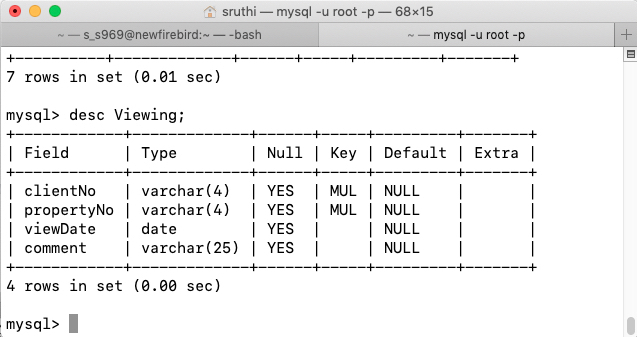 sruthi — mysql -u root -p — 68×15
~ — s_s969@newfirebird:~ — -bash ~ — mysql -u root -p +
+-----------+-------------+------+-----+---------+-------+
7 rows in set (0.01 sec)
mysql> desc Viewing;
+------------+-------------+------+-----+---------+-------+
| Field      | Type        | Null | Key | Default | Extra |
+------------+-------------+------+-----+---------+-------+
| clientNo   | varchar(4)  | YES  | MUL | NULL    |       |
| propertyNo | varchar(4)  | YES  | MUL | NULL    |       |
| viewDate   | date        | YES  |     | NULL    |       |
| comment    | varchar(25) | YES  |     | NULL    |       |
+------------+-------------+------+-----+---------+-------+
4 rows in set (0.00 sec)
mysql>